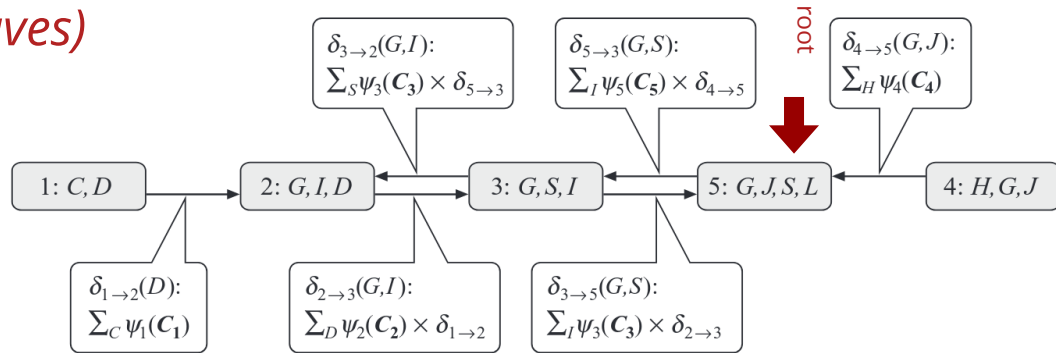 ves)
root
δ3→2(G,I):
∑S ψ3(C3) × δ5→3
δ5→3(G,S):
∑I ψ5(C5) × δ4→5
δ4→5(G,J):
∑H ψ4(C4)
1: C,D
2: G,I,D
3: G,S,I
5: G,J,S,L
4: H,G,J
δ1→2(D):
∑C ψ1(C1)
δ2→3(G,I):
∑D ψ2(C2) × δ1→2
δ3→5(G,S):
∑I ψ3(C3) × δ2→3